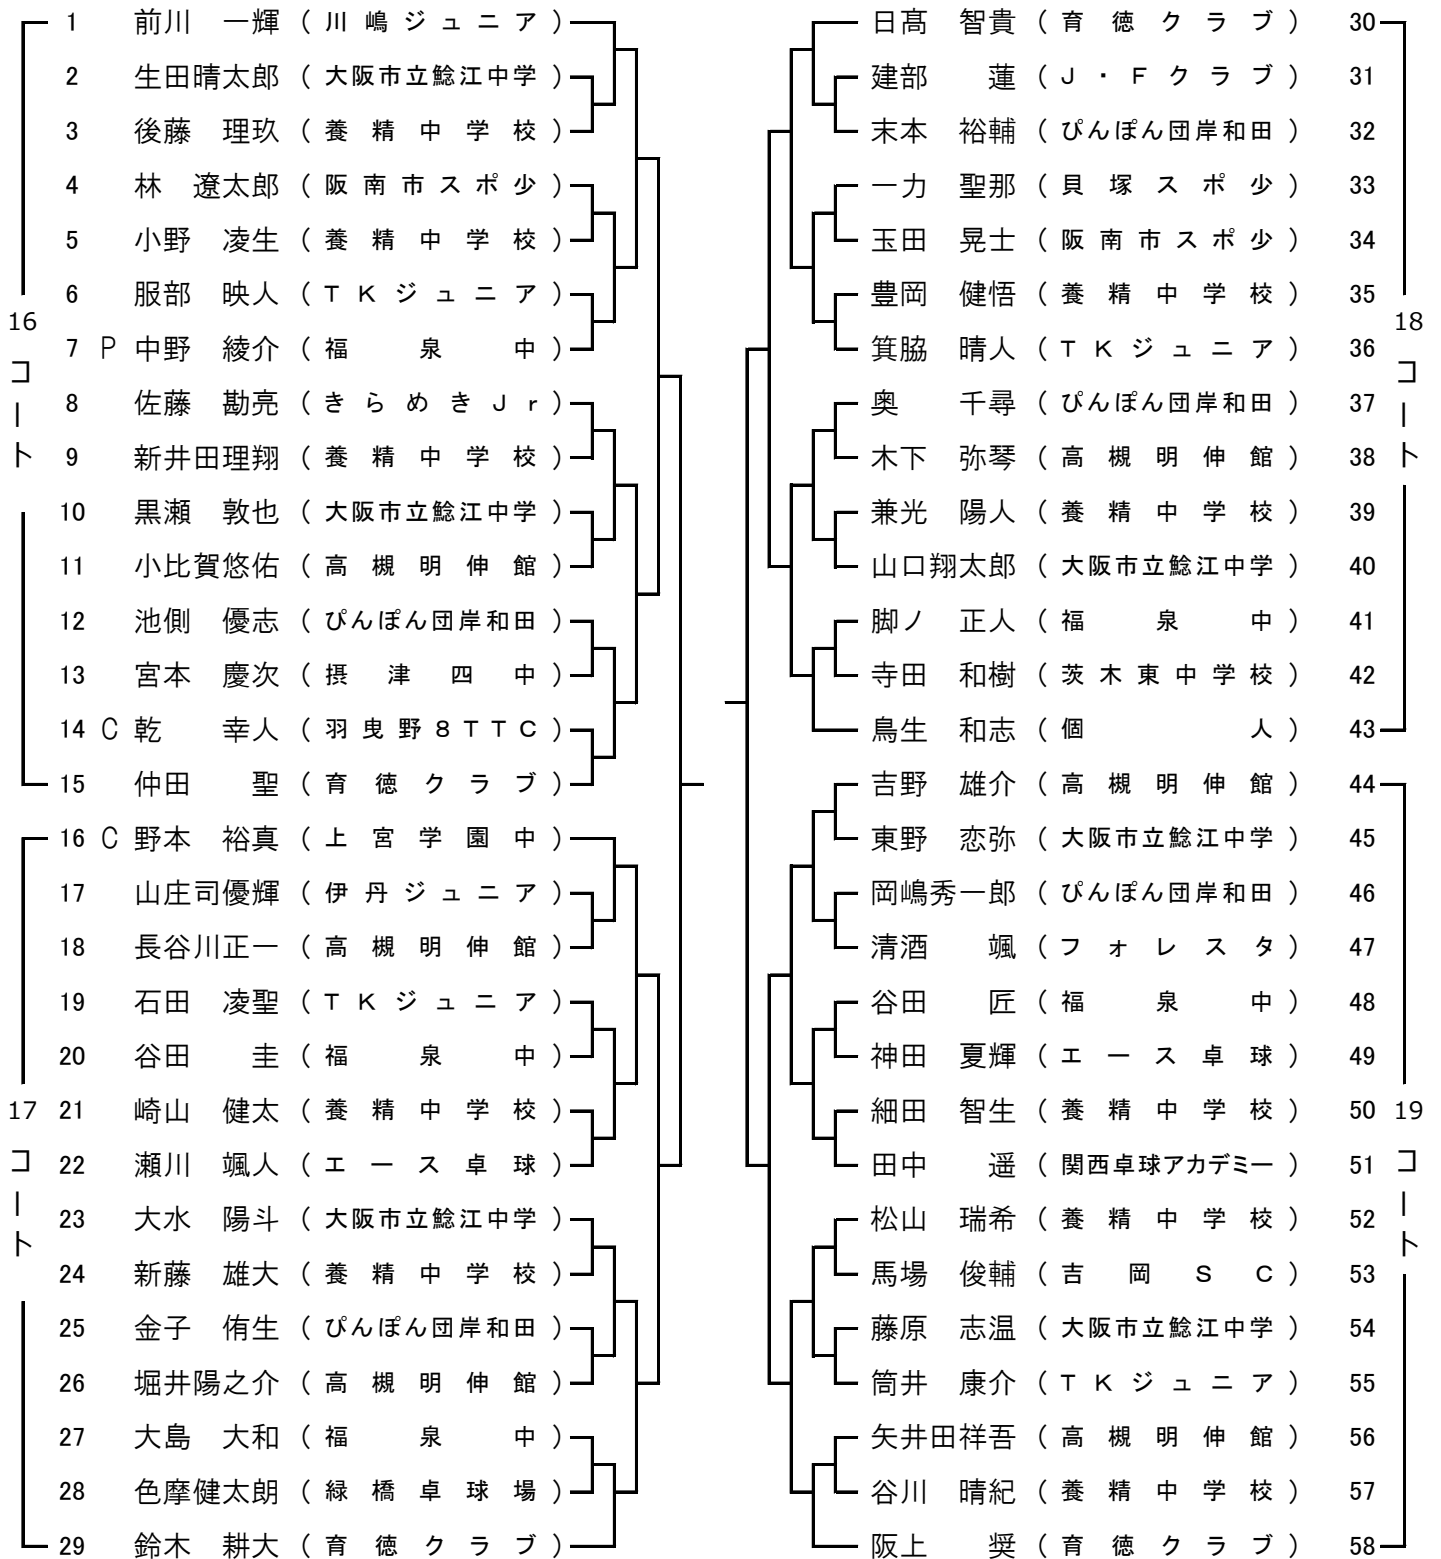 1 前川 一輝 (川嶋ジュニア)
2 生田晴太郎 (大阪市立鯰江中学)
3 後藤 理玖 (養精中学校)
4 林 遼太郎 (阪南市スポ少)
5 小野 凌生 (養精中学校)
6 服部 映人 (TKジュニア)
7 P 中野 綾介 (福泉中)
8 佐藤 勘亮 (きらめきJr)
9 新井田理翔 (養精中学校)
10 黒瀬 敦也 (大阪市立鯰江中学)
11 小比賀悠佑 (高槻明伸館)
12 池側 優志 (ぴんぽん団岸和田)
13 宮本 慶次 (摂津四中)
14 C 乾 幸人 (羽曳野8TTC)
15 仲田 聖 (育徳クラブ)
16コート
16 C 野本 裕真 (上宮学園中)
17 山庄司優輝 (伊丹ジュニア)
18 長谷川正一 (高槻明伸館)
19 石田 凌聖 (TKジュニア)
20 谷田 圭 (福泉中)
21 崎山 健太 (養精中学校)
22 瀬川 颯人 (エース卓球)
23 大水 陽斗 (大阪市立鯰江中学)
24 新藤 雄大 (養精中学校)
25 金子 侑生 (ぴんぽん団岸和田)
26 堀井陽之介 (高槻明伸館)
27 大島 大和 (福泉中)
28 色摩健太朗 (緑橋卓球場)
29 鈴木 耕大 (育徳クラブ)
17コート
日髙 智貴 (育徳クラブ) 30
建部 蓮 (J・Fクラブ) 31
末本 裕輔 (ぴんぽん団岸和田) 32
一力 聖那 (貝塚スポ少) 33
玉田 晃士 (阪南市スポ少) 34
豊岡 健悟 (養精中学校) 35
箕脇 晴人 (TKジュニア) 36
奥 千尋 (ぴんぽん団岸和田) 37
木下 弥琴 (高槻明伸館) 38
兼光 陽人 (養精中学校) 39
山口翔太郎 (大阪市立鯰江中学) 40
脚ノ 正人 (福泉中) 41
寺田 和樹 (茨木東中学校) 42
鳥生 和志 (個人) 43
18コート
吉野 雄介 (高槻明伸館) 44
東野 恋弥 (大阪市立鯰江中学) 45
岡嶋秀一郎 (ぴんぽん団岸和田) 46
清酒 颯 (フォレスタ) 47
谷田 匠 (福泉中) 48
神田 夏輝 (エース卓球) 49
細田 智生 (養精中学校) 50
田中 遥 (関西卓球アカデミー) 51
松山 瑞希 (養精中学校) 52
馬場 俊輔 (吉岡SC) 53
藤原 志温 (大阪市立鯰江中学) 54
筒井 康介 (TKジュニア) 55
矢井田祥吾 (高槻明伸館) 56
谷川 晴紀 (養精中学校) 57
阪上 奨 (育徳クラブ) 58
19コート